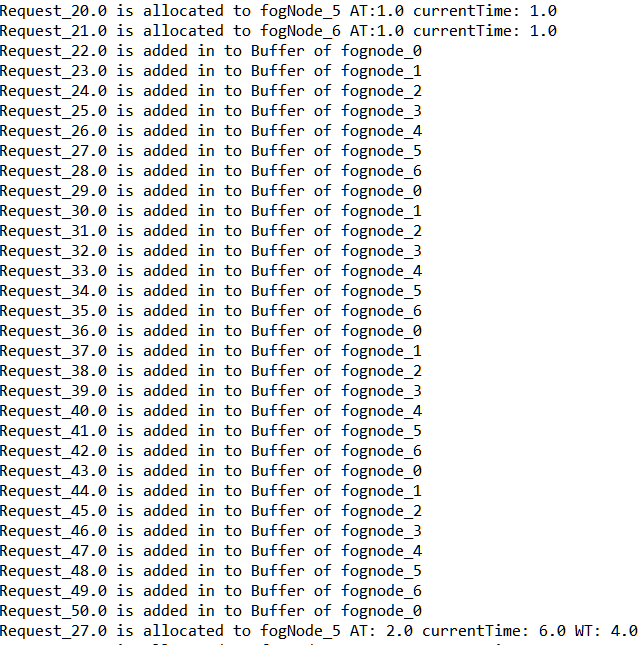 Request_20.0 is allocated to fogNode_5 AT:1.0 currentTime: 1.0
Request_21.0 is allocated to fogNode_6 AT:1.0 currentTime: 1.0
Request_22.0 is added in to Buffer of fognode_0
Request_23.0 is added in to Buffer of fognode_1
Request_24.0 is added in to Buffer of fognode_2
Request_25.0 is added in to Buffer of fognode_3
Request_26.0 is added in to Buffer of fognode_4
Request_27.0 is added in to Buffer of fognode_5
Request_28.0 is added in to Buffer of fognode_6
Request_29.0 is added in to Buffer of fognode_0
Request_30.0 is added in to Buffer of fognode_1
Request_31.0 is added in to Buffer of fognode_2
Request_32.0 is added in to Buffer of fognode_3
Request_33.0 is added in to Buffer of fognode_4
Request_34.0 is added in to Buffer of fognode_5
Request_35.0 is added in to Buffer of fognode_6
Request_36.0 is added in to Buffer of fognode_0
Request_37.0 is added in to Buffer of fognode_1
Request_38.0 is added in to Buffer of fognode_2
Request_39.0 is added in to Buffer of fognode_3
Request_40.0 is added in to Buffer of fognode_4
Request_41.0 is added in to Buffer of fognode_5
Request_42.0 is added in to Buffer of fognode_6
Request_43.0 is added in to Buffer of fognode_0
Request_44.0 is added in to Buffer of fognode_1
Request_45.0 is added in to Buffer of fognode_2
Request_46.0 is added in to Buffer of fognode_3
Request_47.0 is added in to Buffer of fognode_4
Request_48.0 is added in to Buffer of fognode_5
Request_49.0 is added in to Buffer of fognode_6
Request_50.0 is added in to Buffer of fognode_0
Request_27.0 is allocated to fogNode_5 AT: 2.0 currentTime: 6.0 WT: 4.0